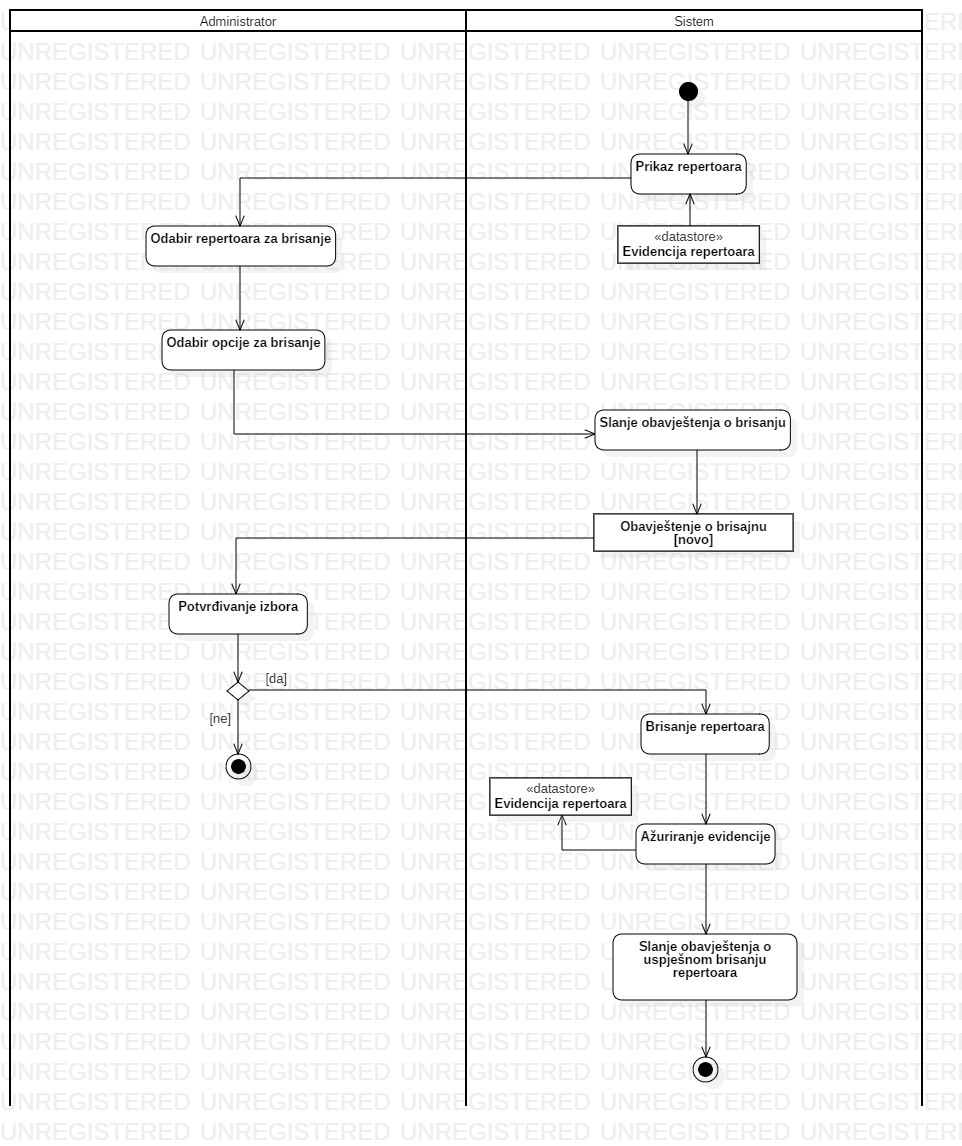 Administrator
Sistem
Prikaz repertoara
«datastore»
Evidencija repertoara
Odabir repertoara za brisanje
Odabir opcije za brisanje
Slanje obavještenja o brisanju
Obavještenje o brisajnu
[novo]
Potvrđivanje izbora
[da]
[ne]
Brisanje repertoara
«datastore»
Evidencija repertoara
Ažuriranje evidencije
Slanje obavještenja o
uspješnom brisanju
repertoara
UNREGISTERED